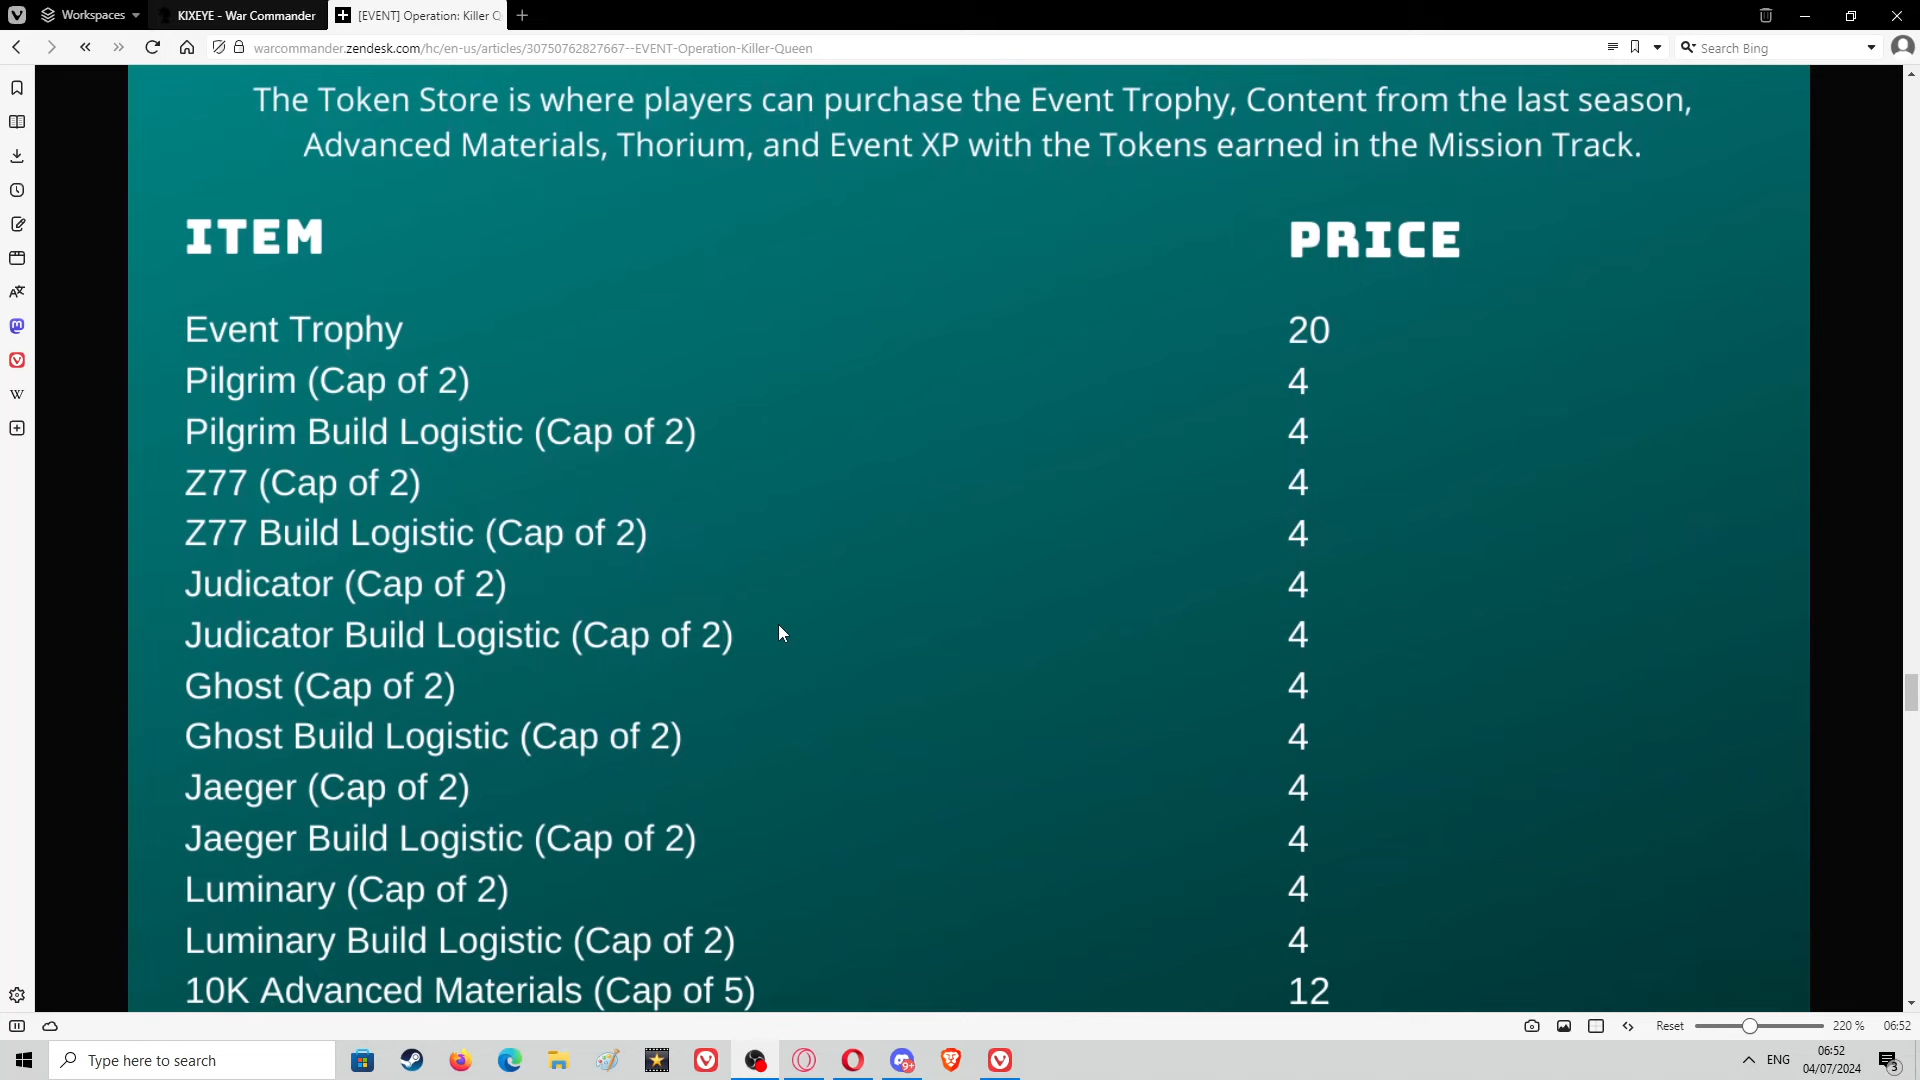 Workspaces
KIXEYE - War Commander
[EVENT] Operation: Killer Q
warcommander.zendesk.com/hc/en-us/articles/30750762827667--EVENT-Operation-Killer-Queen
Search Bing
The Token Store is where players can purchase the Event Trophy, Content from the last season,
Advanced Materials, Thorium, and Event XP with the Tokens earned in the Mission Track.
ITEM PRICE
Event Trophy 20
Pilgrim (Cap of 2) 4
Pilgrim Build Logistic (Cap of 2) 4
Z77 (Cap of 2) 4
Z77 Build Logistic (Cap of 2) 4
Judicator (Cap of 2) 4
Judicator Build Logistic (Cap of 2) 4
Ghost (Cap of 2) 4
Ghost Build Logistic (Cap of 2) 4
Jaeger (Cap of 2) 4
Jaeger Build Logistic (Cap of 2) 4
Luminary (Cap of 2) 4
Luminary Build Logistic (Cap of 2) 4
10K Advanced Materials (Cap of 5) 12
Reset 220 % 06:52
Type here to search
9+
ENG
06:52
04/07/2024
3